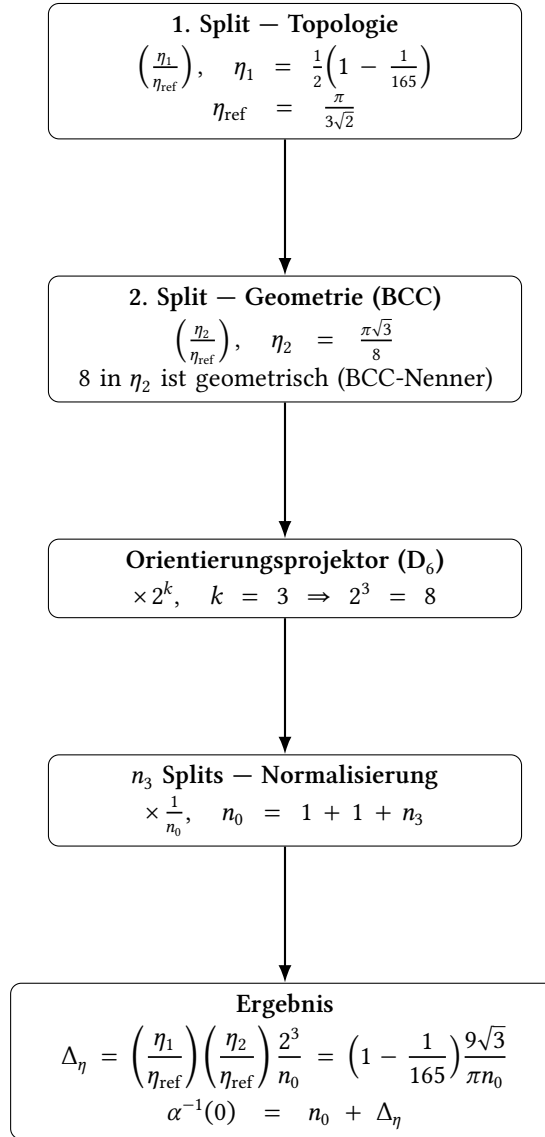 1. Split — Topologie
(η₁/η_ref), η₁ = 1/2(1 − 1/165)
η_ref = π/(3√2)
2. Split — Geometrie (BCC)
(η₂/η_ref), η₂ = π√3/8
8 in η₂ ist geometrisch (BCC-Nenner)
Orientierungsprojektor (D₆)
×2ᵏ, k = 3 ⇒ 2³ = 8
n₃ Splits — Normalisierung
×1/n₀, n₀ = 1 + 1 + n₃
Ergebnis
Δ_η = (η₁/η_ref)(η₂/η_ref) 2³/n₀ = (1 − 1/165) 9√3/(πn₀)
α⁻¹(0) = n₀ + Δ_η